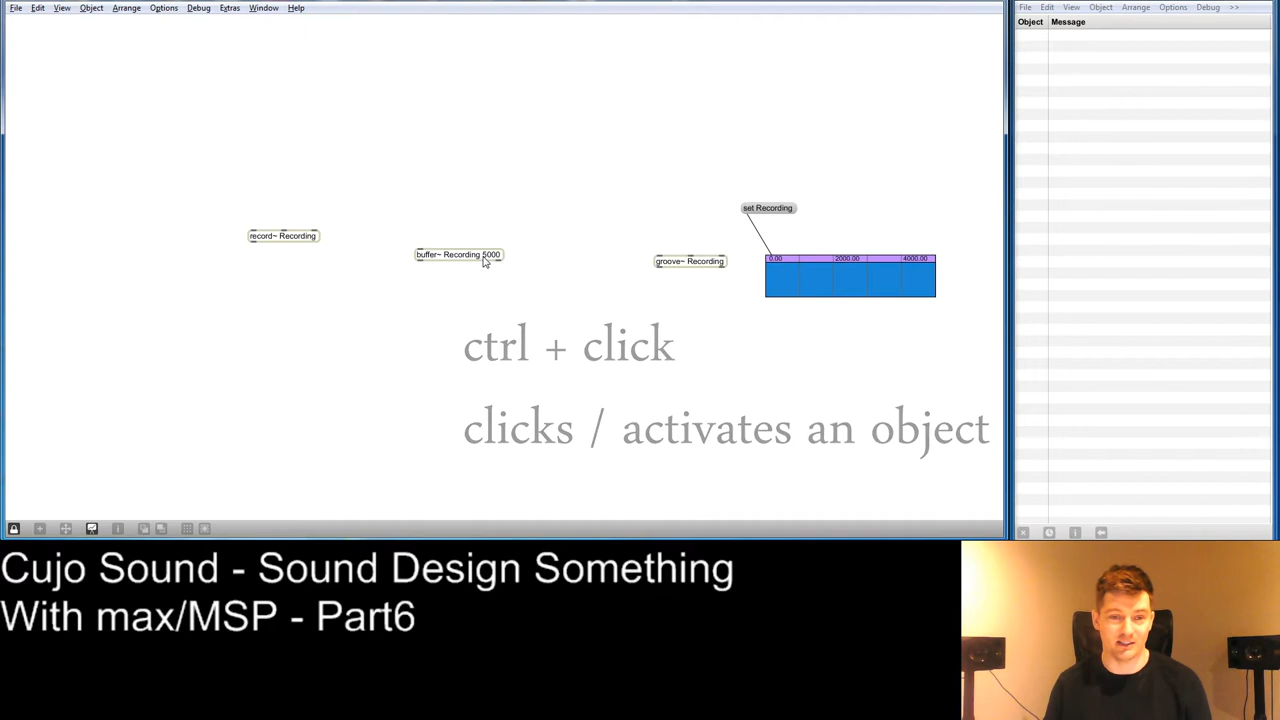 File Edit View Object Arrange Options Debug Extras Window Help
File Edit View Object Arrange Options Debug >>
Object Message
set Recording
record~ Recording
buffer~ Recording 5000
groove~ Recording
0.00 2000.00 4000.00
ctrl + click
clicks / activates an object
Cujo Sound - Sound Design Something
With max/MSP - Part6